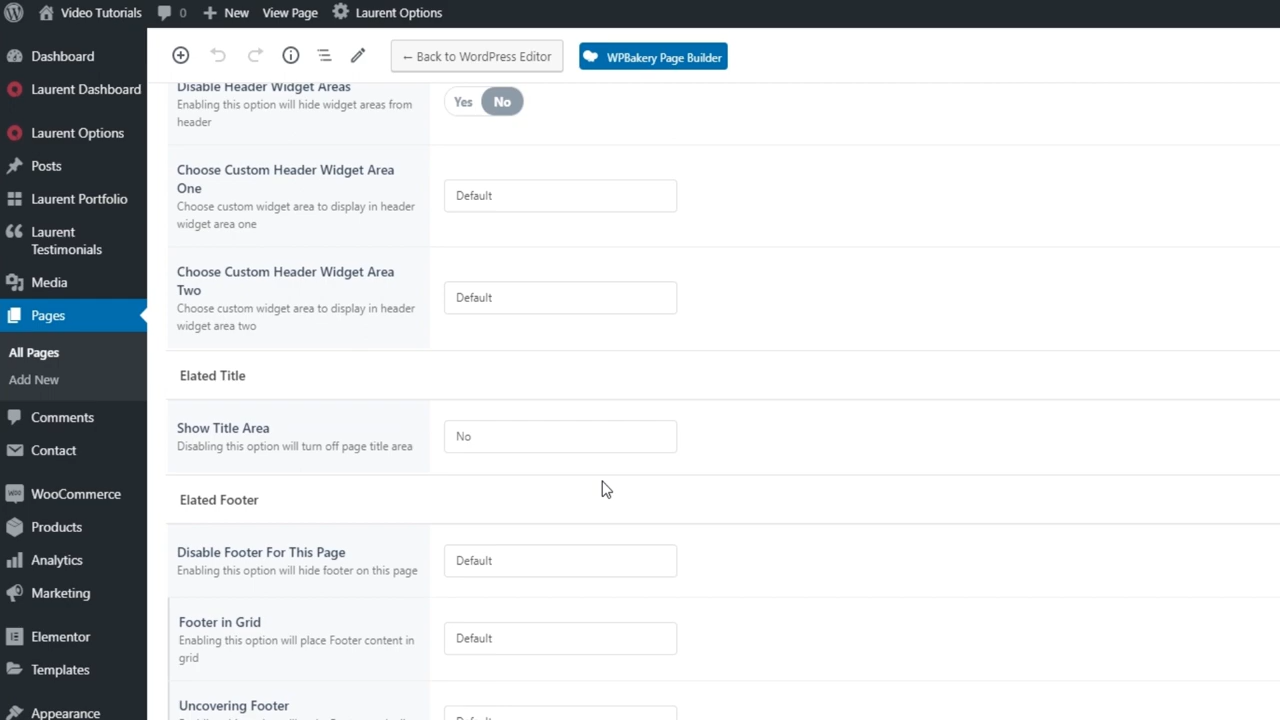 Video Tutorials
0
New
View Page
Laurent Options
Dashboard
Laurent Dashboard
Laurent Options
Posts
Laurent Portfolio
Laurent
Testimonials
Media
Pages
All Pages
Add New
Comments
Contact
WooCommerce
Products
Analytics
Marketing
Elementor
Templates
Appearance
← Back to WordPress Editor
WPBakery Page Builder
Disable Header Widget Areas
Enabling this option will hide widget areas from
header
Yes
No
Choose Custom Header Widget Area
One
Choose custom widget area to display in header
widget area one
Default
Choose Custom Header Widget Area
Two
Choose custom widget area to display in header
widget area two
Default
Elated Title
Show Title Area
Disabling this option will turn off page title area
No
Elated Footer
Disable Footer For This Page
Enabling this option will hide footer on this page
Default
Footer in Grid
Enabling this option will place Footer content in
grid
Default
Uncovering Footer